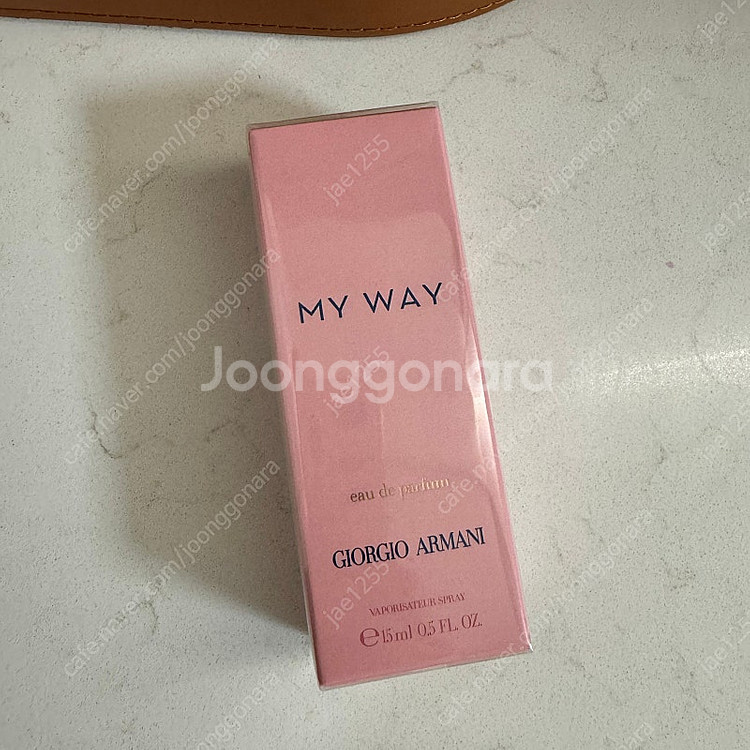 MY WAY
Joonggonara
eau de parfum
GIORGIO ARMANI
VAPORISATEUR SPRAY
℮15 ml 0.5 FL. OZ.
jae1255
cafe.naver.com/joonggonara